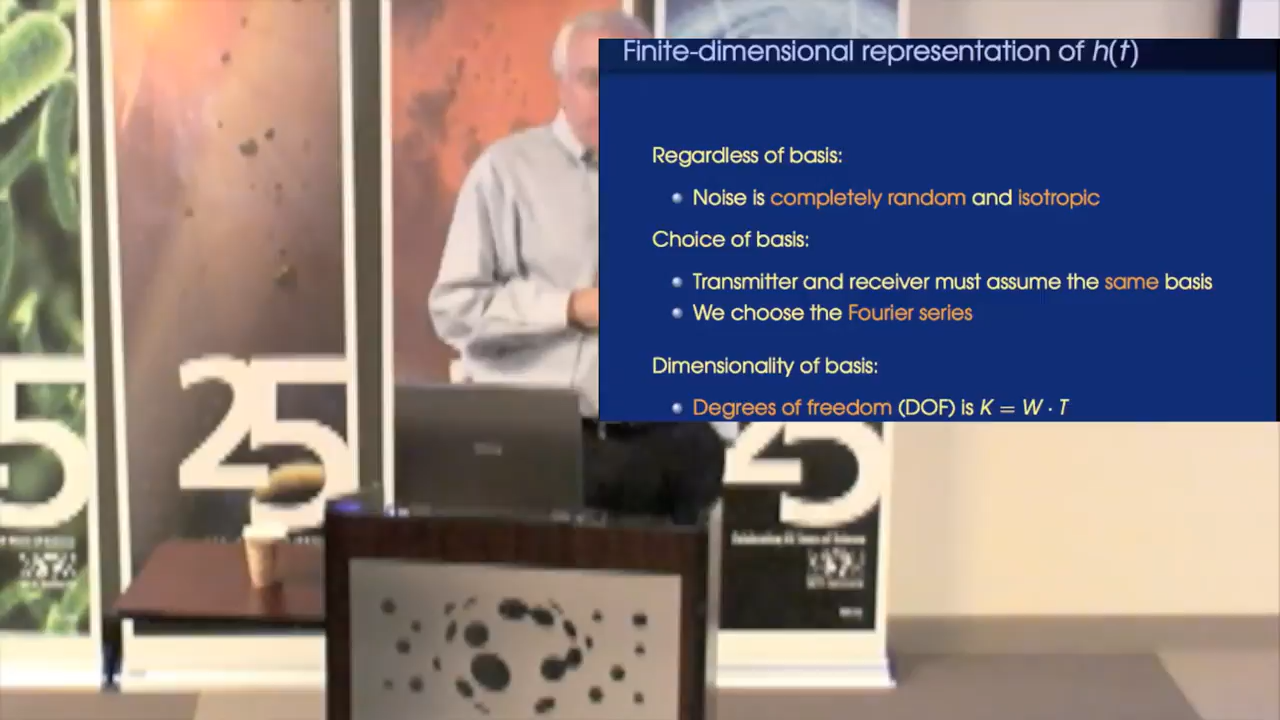 Finite-dimensional representation of h(t)
Regardless of basis:
Noise is completely random and isotropic
Choice of basis:
Transmitter and receiver must assume the same basis
We choose the Fourier series
Dimensionality of basis:
Degrees of freedom (DOF) is K = W · T
5
25
25